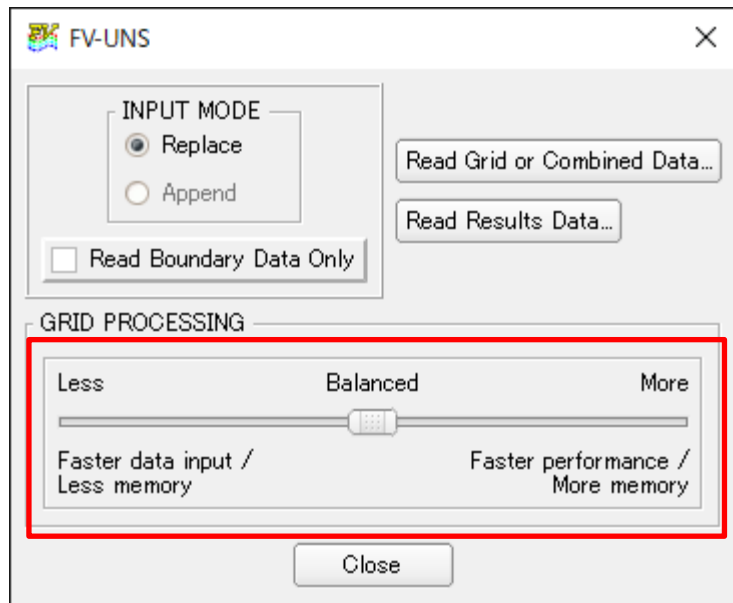 FV-UNS
INPUT MODE
Replace
Append
Read Boundary Data Only
Read Grid or Combined Data...
Read Results Data...
GRID PROCESSING
Less Balanced More
Faster data input /
Less memory
Faster performance /
More memory
Close